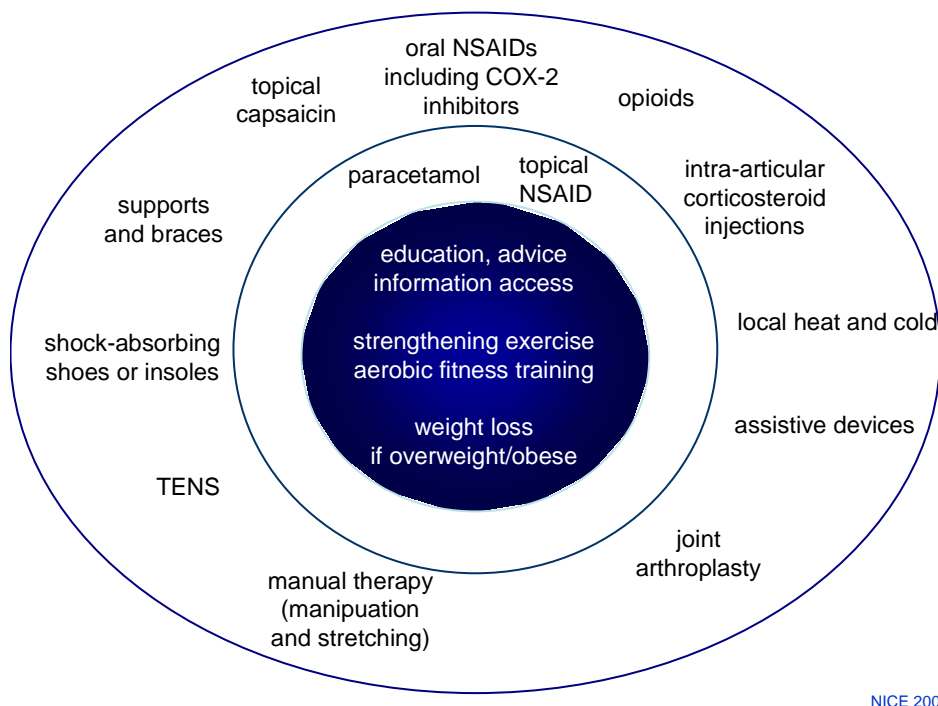 oral NSAIDs
including COX-2
inhibitors
topical
capsaicin
opioids
paracetamol
topical
NSAID
intra-articular
corticosteroid
injections
supports
and braces
education, advice
information access
local heat and cold
shock-absorbing
shoes or insoles
strengthening exercise
aerobic fitness training
weight loss
if overweight/obese
assistive devices
TENS
joint
arthroplasty
manual therapy
(manipuation
and stretching)
NICE 200